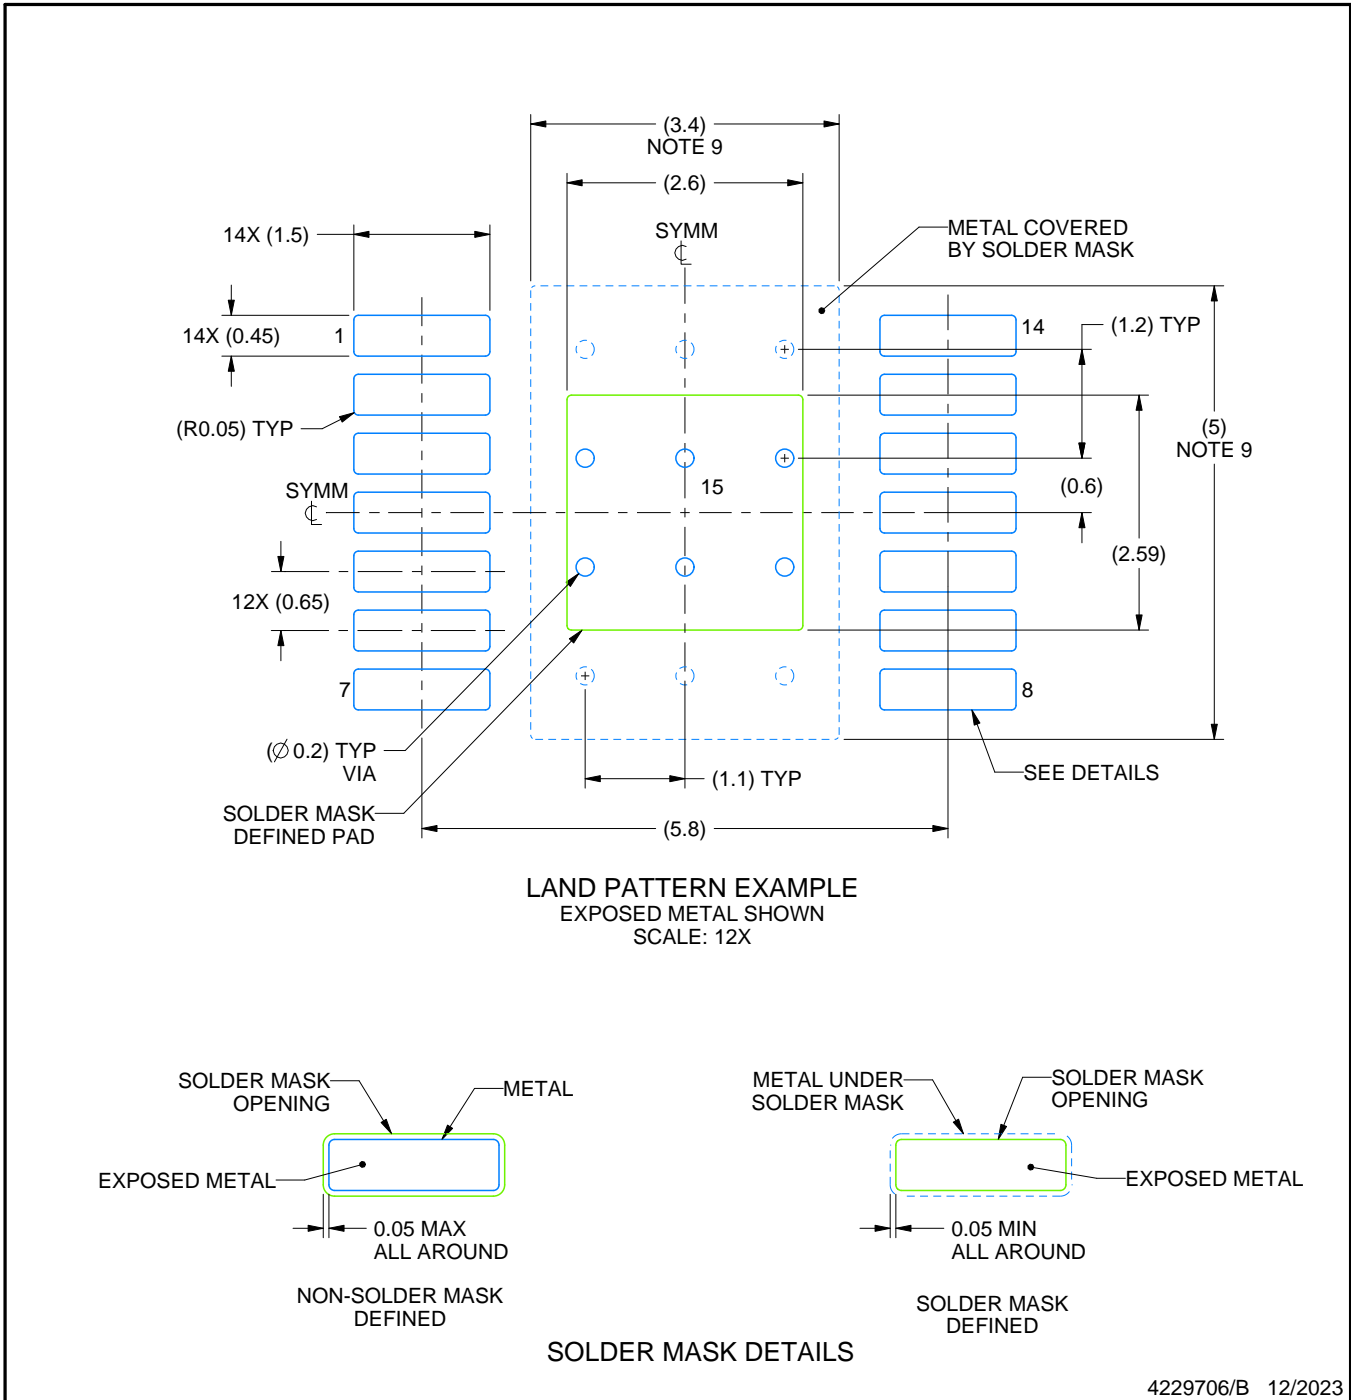 (3.4)
NOTE 9
(2.6)
SYMM
℄
14X (1.5)
METAL COVERED
BY SOLDER MASK
14X (0.45)
1
14
(1.2) TYP
(R0.05) TYP
(5)
NOTE 9
15
SYMM
℄
(0.6)
(2.59)
12X (0.65)
7
8
(Ø 0.2) TYP
VIA
(1.1) TYP
SEE DETAILS
SOLDER MASK
DEFINED PAD
(5.8)
LAND PATTERN EXAMPLE
EXPOSED METAL SHOWN
SCALE: 12X
SOLDER MASK
OPENING
METAL
EXPOSED METAL
0.05 MAX
ALL AROUND
NON-SOLDER MASK
DEFINED
METAL UNDER
SOLDER MASK
SOLDER MASK
OPENING
EXPOSED METAL
0.05 MIN
ALL AROUND
SOLDER MASK
DEFINED
SOLDER MASK DETAILS
4229706/B 12/2023